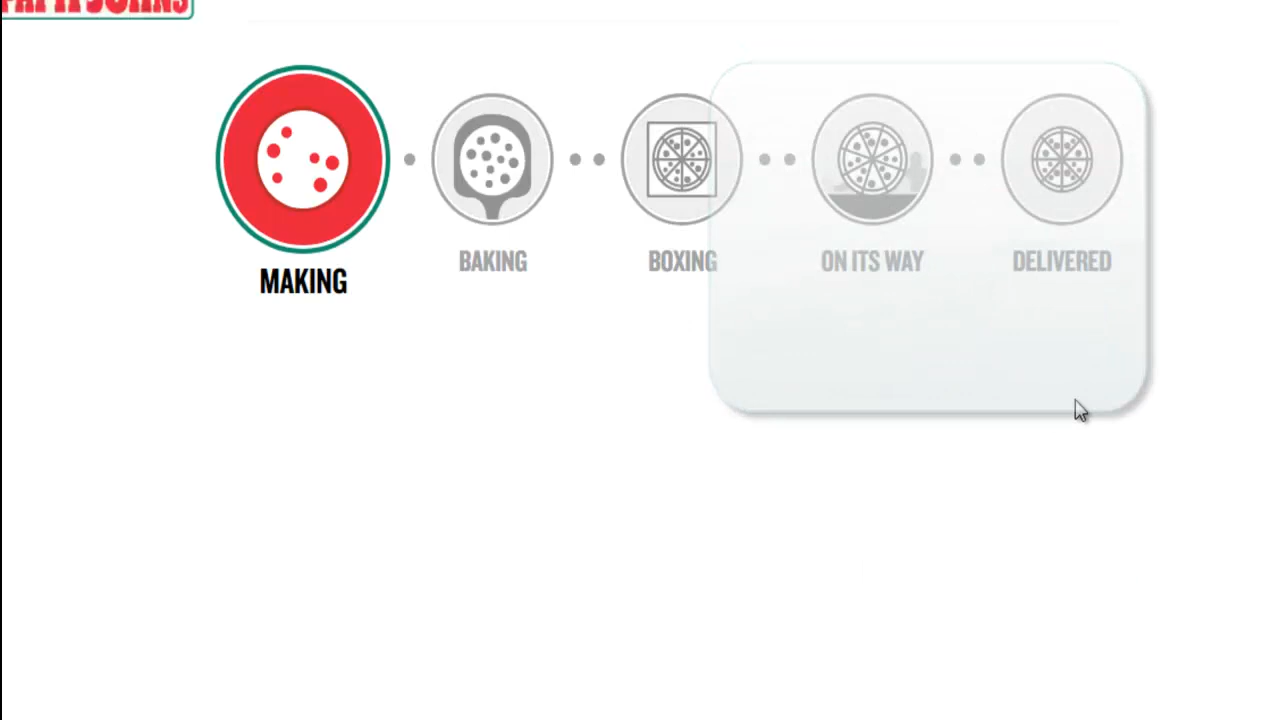 MAKING
BAKING
BOXING
ON ITS WAY
DELIVERED